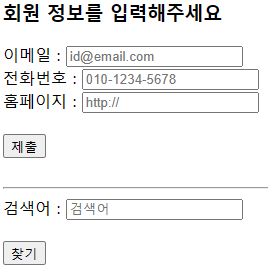 회원 정보를 입력해주세요
이메일 : id@email.com
전화번호 : 010-1234-5678
홈페이지 : http://
제출
검색어 : 검색어
찾기